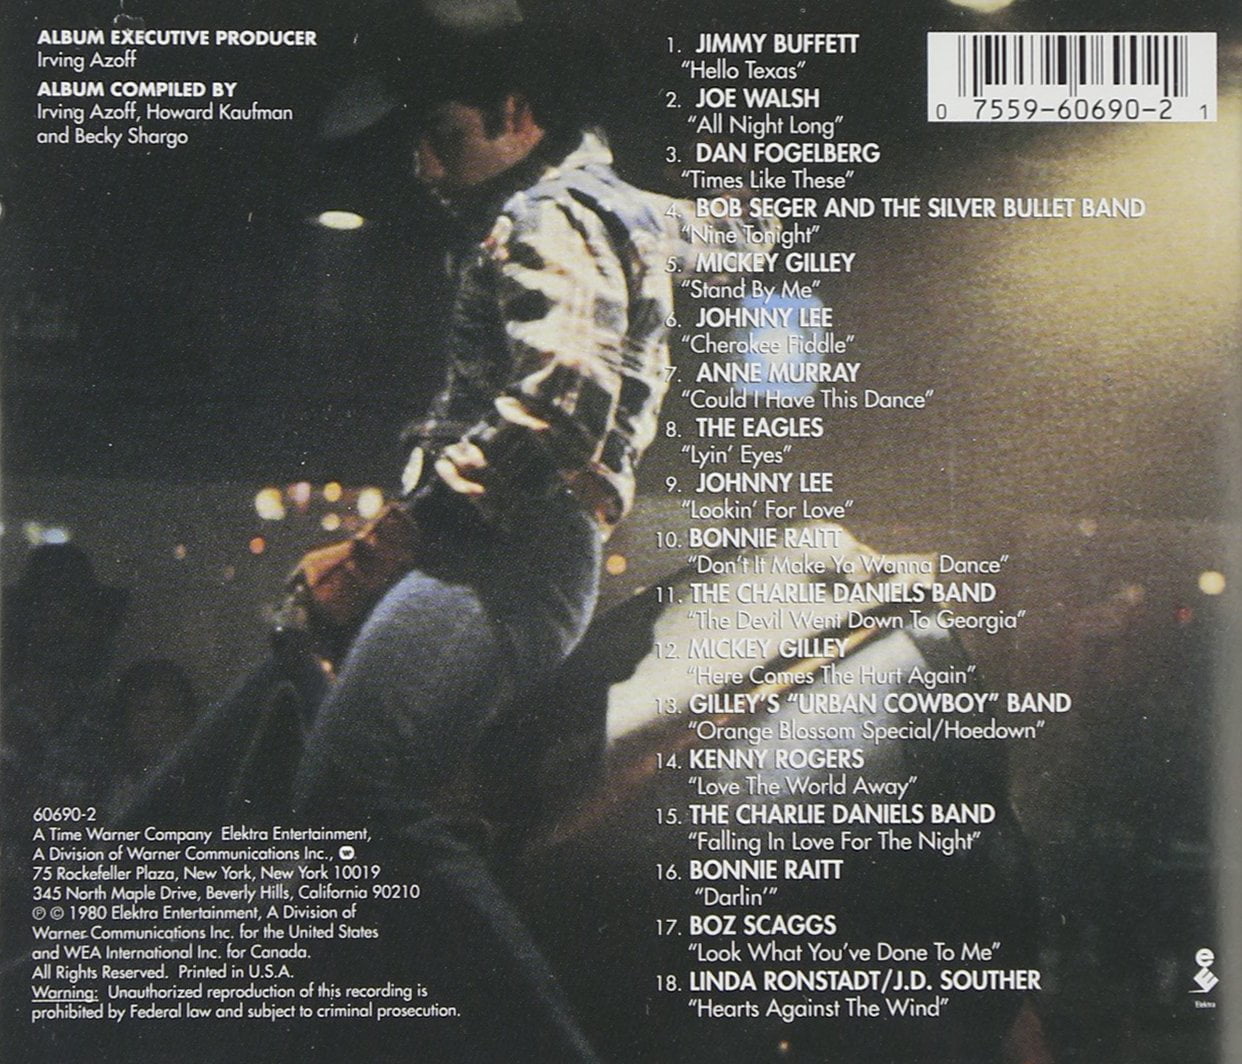 ALBUM EXECUTIVE PRODUCER
Irving Azoff
ALBUM COMPILED BY
Irving Azoff, Howard Kaufman
and Becky Shargo
1. JIMMY BUFFETT
"Hello Texas"
2. JOE WALSH
"All Night Long"
3. DAN FOGELBERG
"Times Like These"
4. BOB SEGER AND THE SILVER BULLET BAND
"Nine Tonight"
5. MICKEY GILLEY
"Stand By Me"
6. JOHNNY LEE
"Cherokee Fiddle"
7. ANNE MURRAY
"Could I Have This Dance"
8. THE EAGLES
"Lyin' Eyes"
9. JOHNNY LEE
"Lookin' For Love"
10. BONNIE RAITT
"Don't It Make Ya Wanna Dance"
11. THE CHARLIE DANIELS BAND
"The Devil Went Down To Georgia"
12. MICKEY GILLEY
"Here Comes The Hurt Again"
13. GILLEY'S "URBAN COWBOY" BAND
"Orange Blossom Special/Hoedown"
14. KENNY ROGERS
"Love The World Away"
15. THE CHARLIE DANIELS BAND
"Falling In Love For The Night"
16. BONNIE RAITT
"Darlin'"
17. BOZ SCAGGS
"Look What You've Done To Me"
18. LINDA RONSTADT/J.D. SOUTHER
"Hearts Against The Wind"
0 7559-60690-2 1
60690-2
A Time Warner Company Elektra Entertainment,
A Division of Warner Communications Inc.,
75 Rockefeller Plaza, New York, New York 10019
345 North Maple Drive, Beverly Hills, California 90210
℗ © 1980 Elektra Entertainment, A Division of
Warner Communications Inc. for the United States
and WEA International Inc. for Canada.
All Rights Reserved. Printed in U.S.A.
Warning: Unauthorized reproduction of this recording is
prohibited by Federal law and subject to criminal prosecution.
Elektra